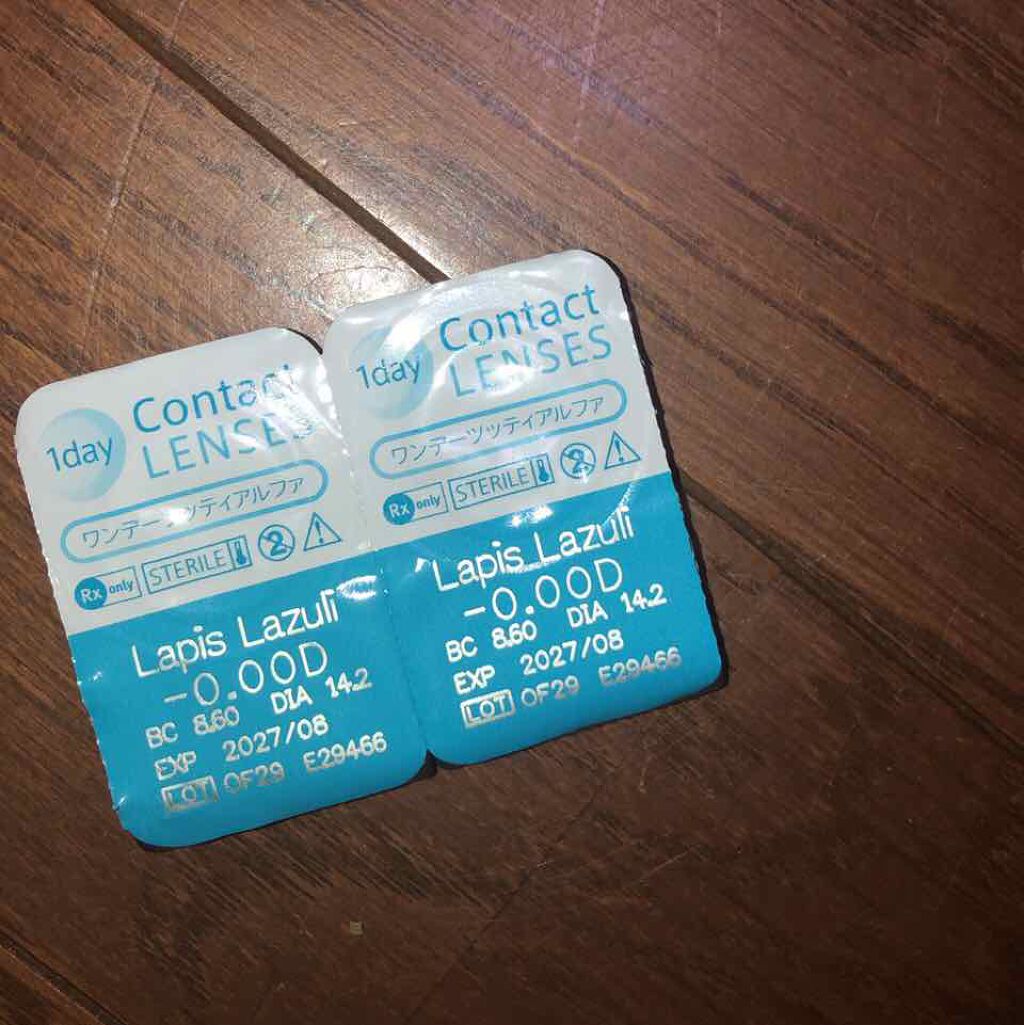 1day
Contact
LENSES
ワンデーツッティアルファ
Rx only STERILE 2
Lapis Lazuli
-0.00D
BC 8.60 DIA 14.2
EXP 2027/08
LOT OF29 E29466
1day
Contact
LENSES
ワンデーツッティアルファ
Rx only STERILE 2
Lapis Lazuli
-0.00D
BC 8.60 DIA 14.2
EXP 2027/08
LOT OF29 E29466